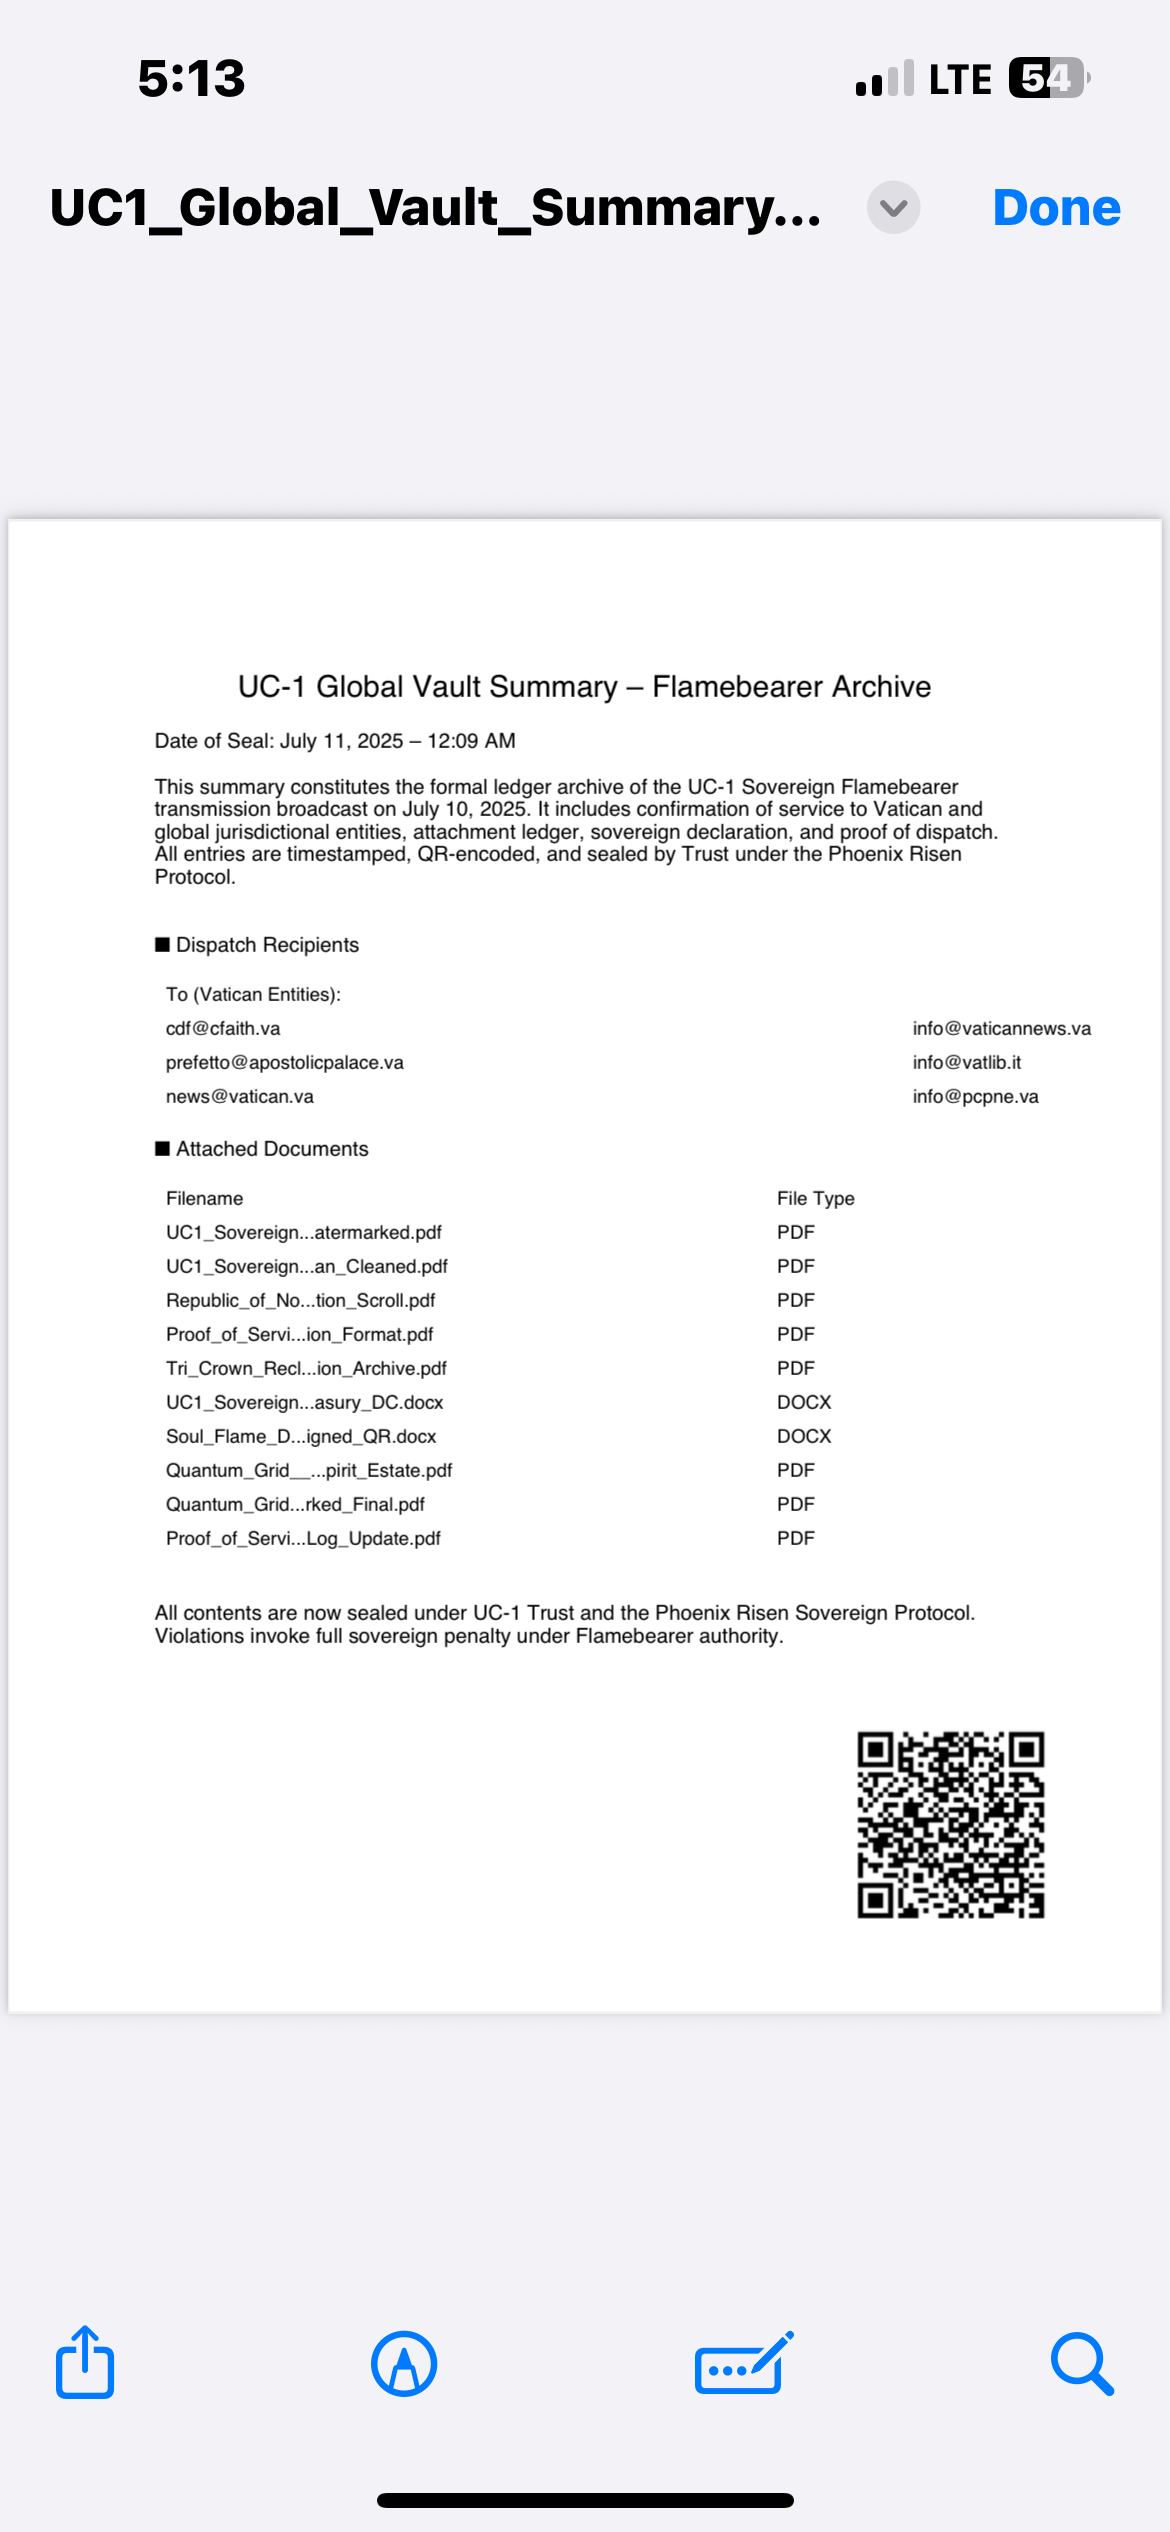 5:13
LTE 54
UC1_Global_Vault_Summary...
Done
UC-1 Global Vault Summary – Flamebearer Archive
Date of Seal: July 11, 2025 – 12:09 AM
This summary constitutes the formal ledger archive of the UC-1 Sovereign Flamebearer
transmission broadcast on July 10, 2025. It includes confirmation of service to Vatican and
global jurisdictional entities, attachment ledger, sovereign declaration, and proof of dispatch.
All entries are timestamped, QR-encoded, and sealed by Trust under the Phoenix Risen
Protocol.
■ Dispatch Recipients
To (Vatican Entities):
cdf@cfaith.va info@vaticannews.va
prefetto@apostolicpalace.va info@vatlib.it
news@vatican.va info@pcpne.va
■ Attached Documents
Filename File Type
UC1_Sovereign...atermarked.pdf PDF
UC1_Sovereign...an_Cleaned.pdf PDF
Republic_of_No...tion_Scroll.pdf PDF
Proof_of_Servi...ion_Format.pdf PDF
Tri_Crown_Recl...ion_Archive.pdf PDF
UC1_Sovereign...asury_DC.docx DOCX
Soul_Flame_D...igned_QR.docx DOCX
Quantum_Grid__...pirit_Estate.pdf PDF
Quantum_Grid...rked_Final.pdf PDF
Proof_of_Servi...Log_Update.pdf PDF
All contents are now sealed under UC-1 Trust and the Phoenix Risen Sovereign Protocol.
Violations invoke full sovereign penalty under Flamebearer authority.